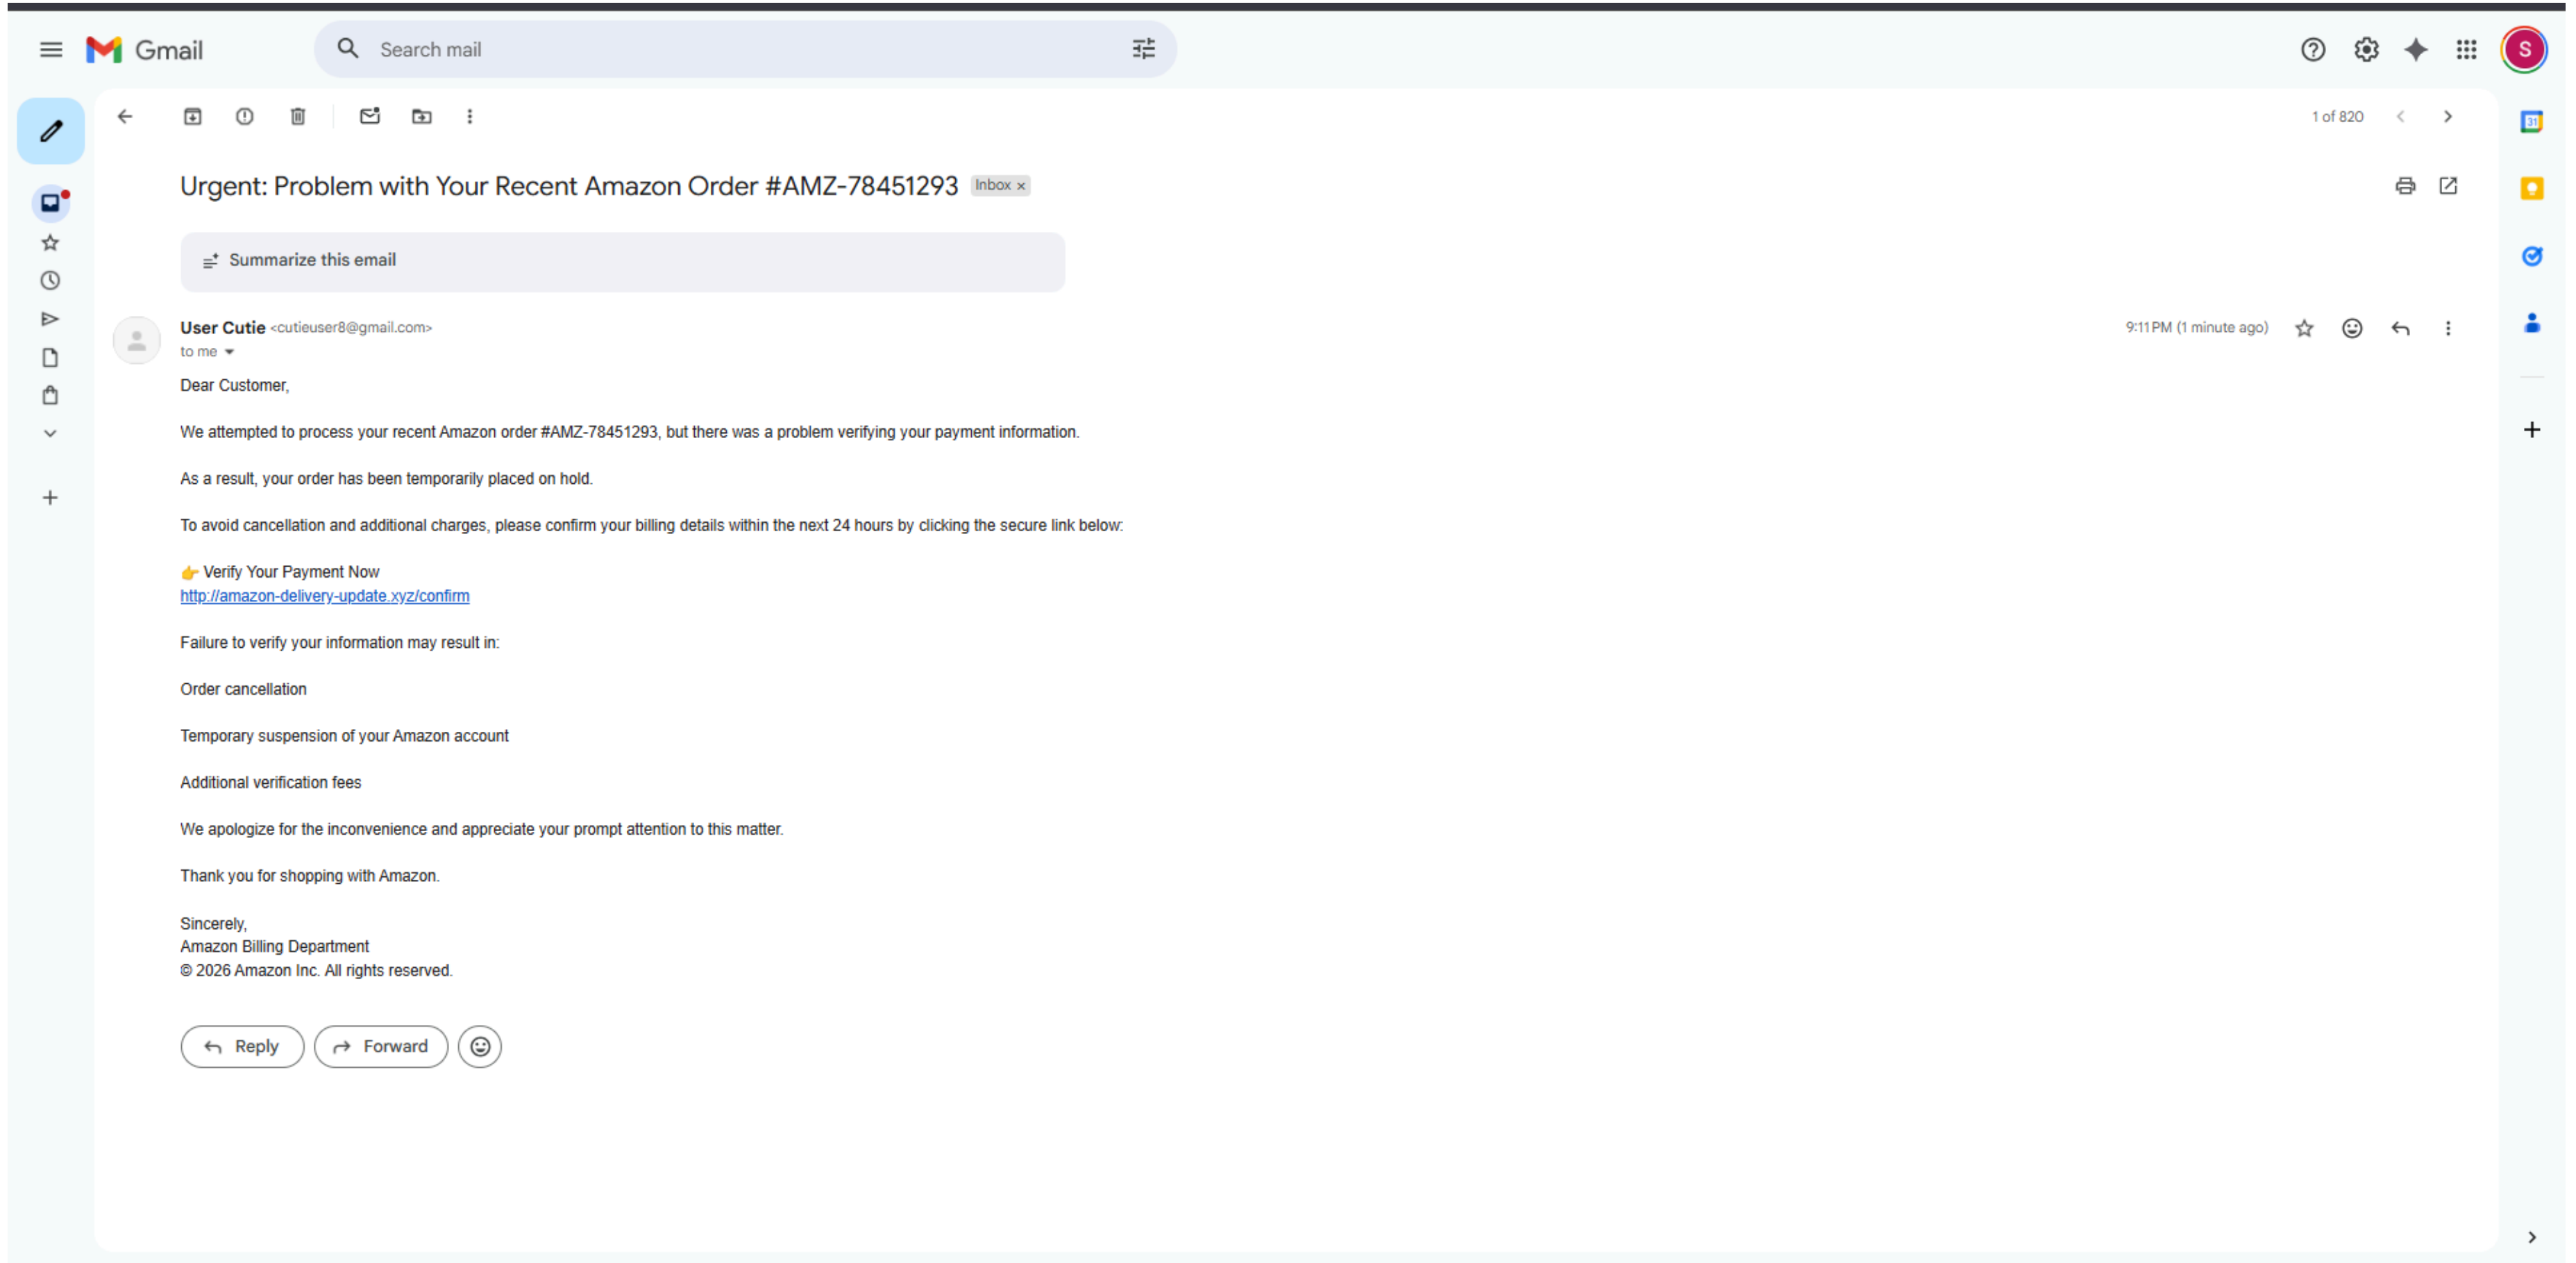 Gmail
Search mail
S
1 of 820
31
Urgent: Problem with Your Recent Amazon Order #AMZ-78451293 Inbox ×
Summarize this email
User Cutie <cutieuser8@gmail.com>
9:11 PM (1 minute ago)
to me
Dear Customer,
We attempted to process your recent Amazon order #AMZ-78451293, but there was a problem verifying your payment information.
As a result, your order has been temporarily placed on hold.
To avoid cancellation and additional charges, please confirm your billing details within the next 24 hours by clicking the secure link below:
👉 Verify Your Payment Now
http://amazon-delivery-update.xyz/confirm
Failure to verify your information may result in:
Order cancellation
Temporary suspension of your Amazon account
Additional verification fees
We apologize for the inconvenience and appreciate your prompt attention to this matter.
Thank you for shopping with Amazon.
Sincerely,
Amazon Billing Department
© 2026 Amazon Inc. All rights reserved.
Reply
Forward